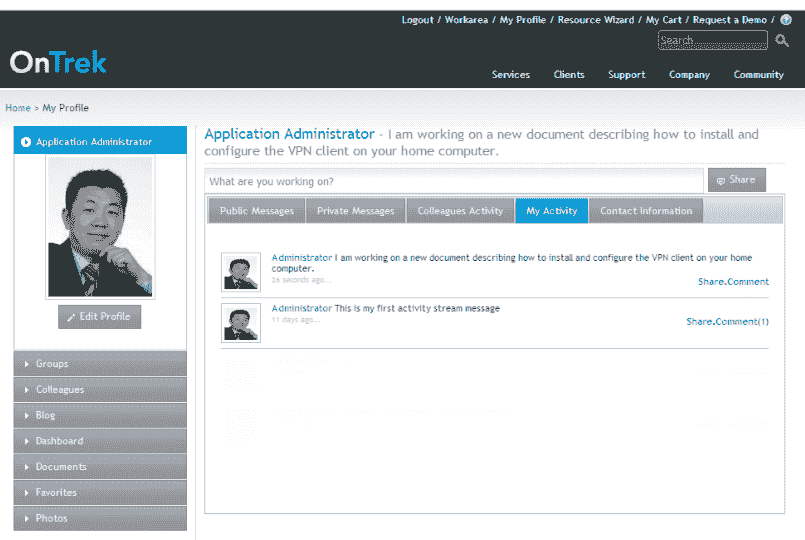 Logout / Workarea / My Profile / Resource Wizard / My Cart / Request a Demo / ?
Search
OnTrek
Services Clients Support Company Community
Home > My Profile
Application Administrator
Application Administrator - I am working on a new document describing how to install and
configure the VPN client on your home computer.
What are you working on?
Share
Public Messages Private Messages Colleagues Activity My Activity Contact Information
Administrator I am working on a new document describing how to install and configure the VPN client on your home
computer.
26 seconds ago...
Share.Comment
Administrator This is my first activity stream message
11 days ago...
Share.Comment(1)
Edit Profile
Groups
Colleagues
Blog
Dashboard
Documents
Favorites
Photos